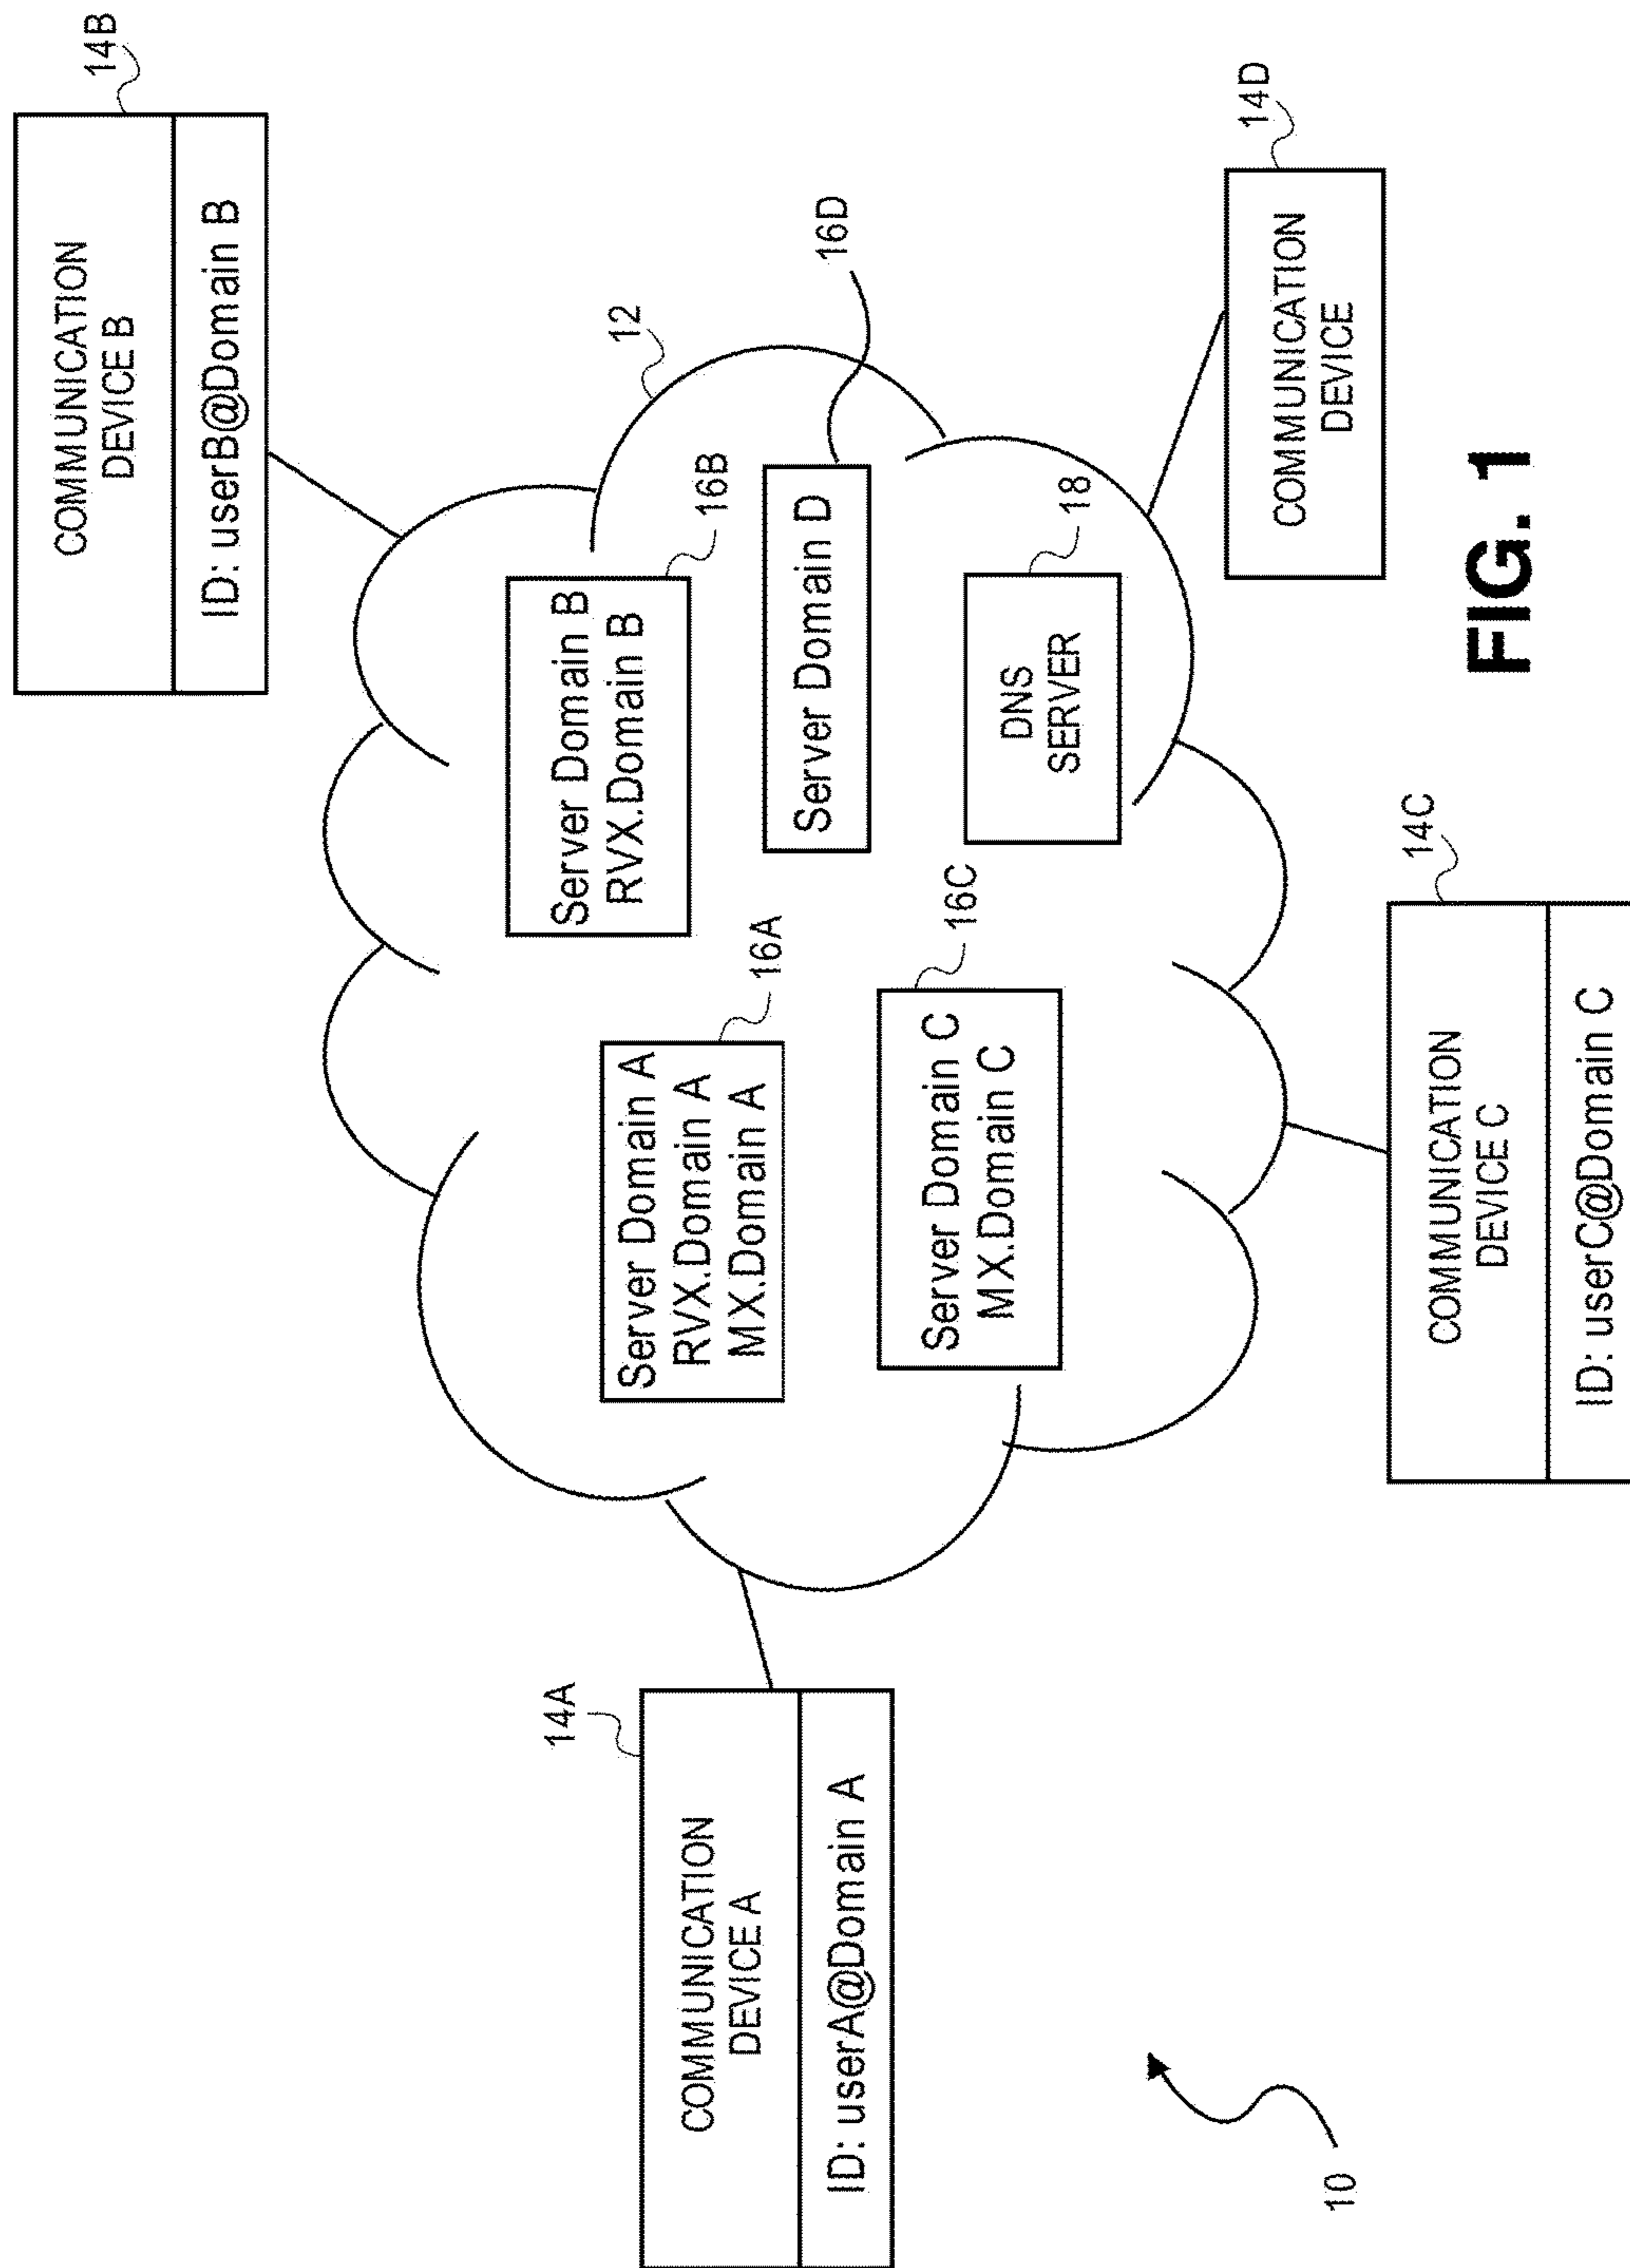 14B
COMMUNICATION
DEVICE B
ID: userB@Domain B
12
16D
14D
COMMUNICATION
DEVICE
Server Domain B
RVX.Domain B
16B
Server Domain D
DNS
SERVER
18
Server Domain A
RVX.Domain A
MX.Domain A
16A
Server Domain C
MX.Domain C
16C
14C
COMMUNICATION
DEVICE C
ID: userC@Domain C
14A
COMMUNICATION
DEVICE A
ID: userA@Domain A
10
FIG. 1